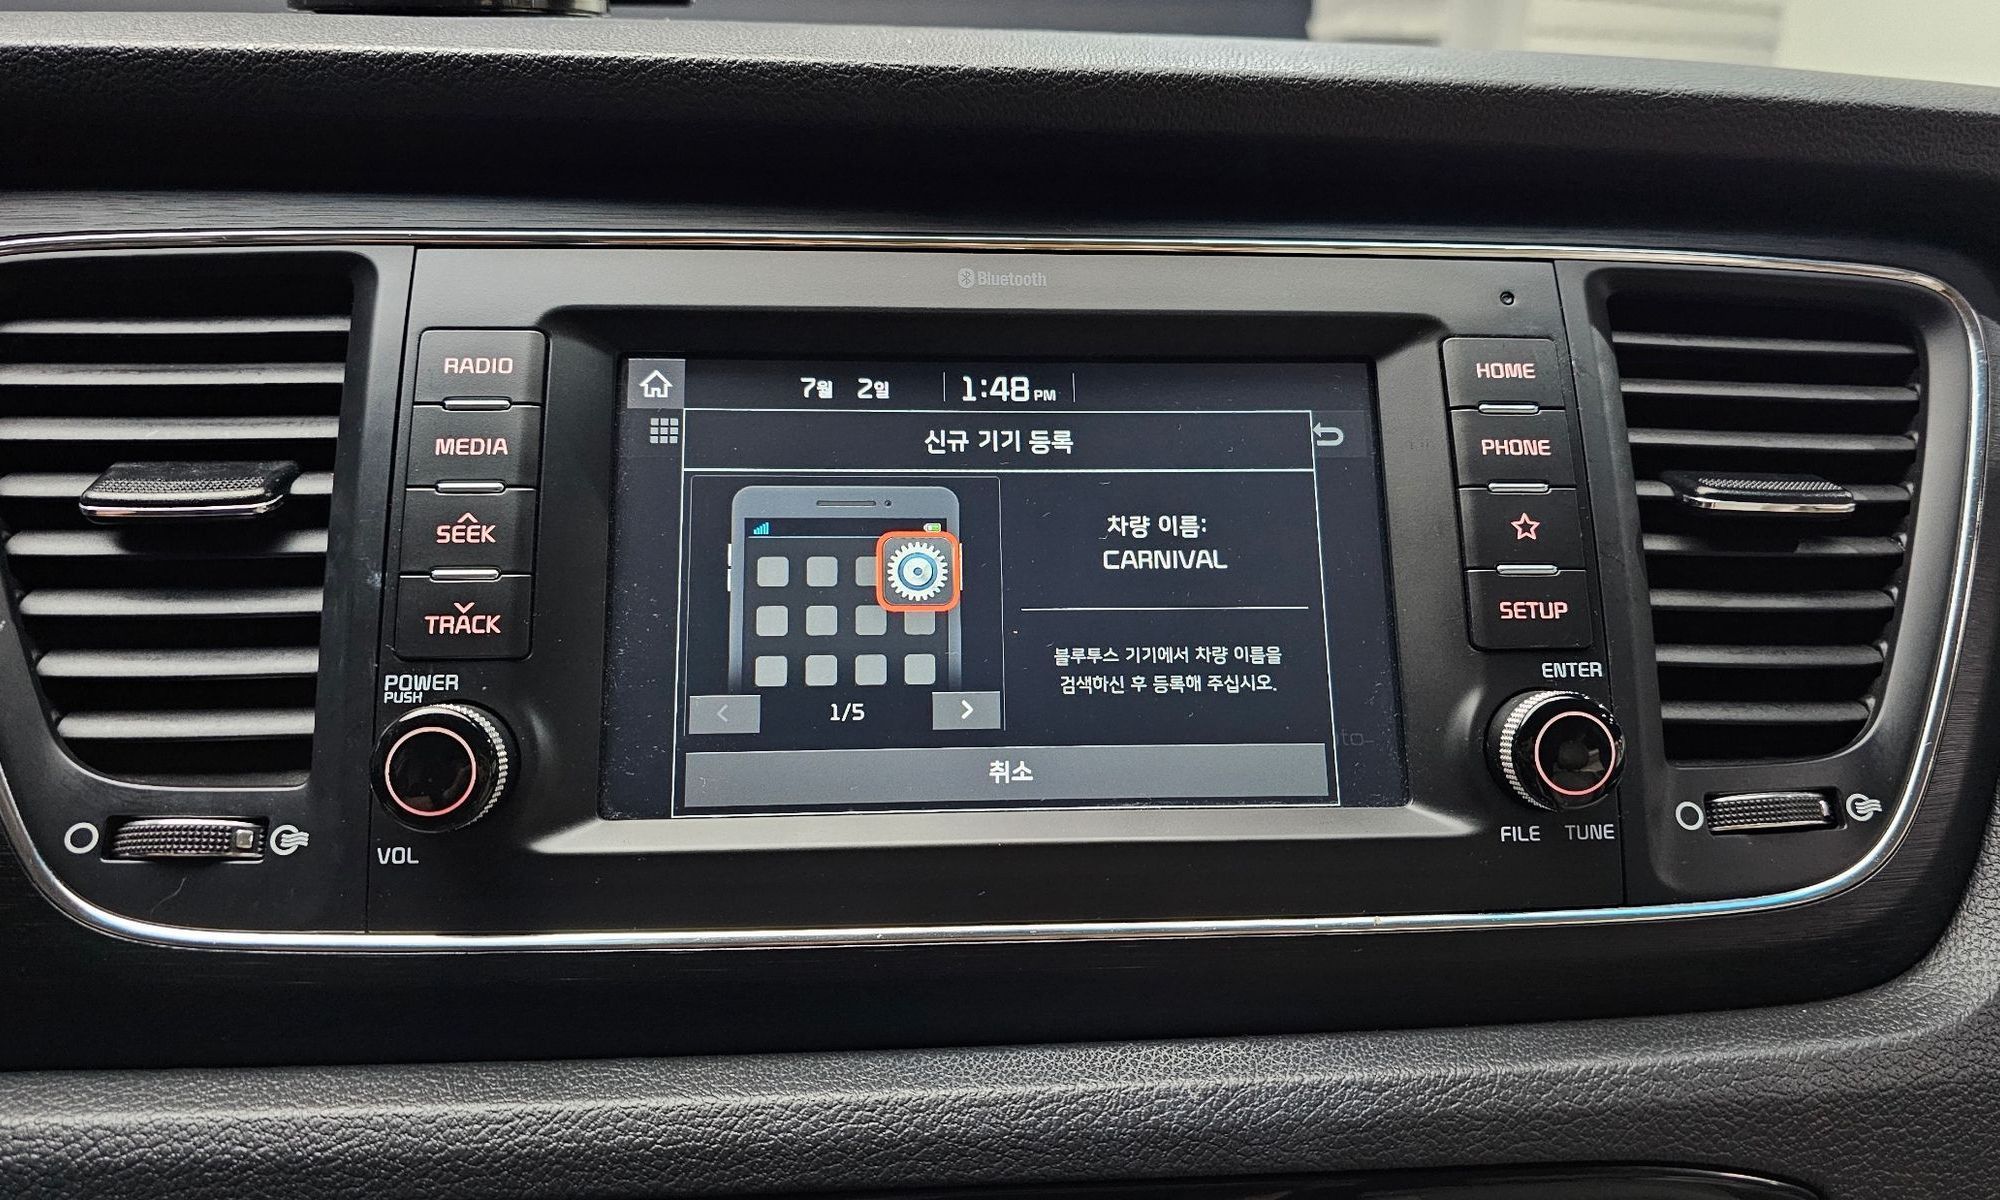 Bluetooth
RADIO
MEDIA
SEEK
TRACK
POWER
PUSH
VOL
7월 2일 1:48 PM
신규 기기 등록
차량 이름:
CARNIVAL
블루투스 기기에서 차량 이름을
검색하신 후 등록해 주십시오.
1/5
취소
HOME
PHONE
SETUP
ENTER
FILE TUNE